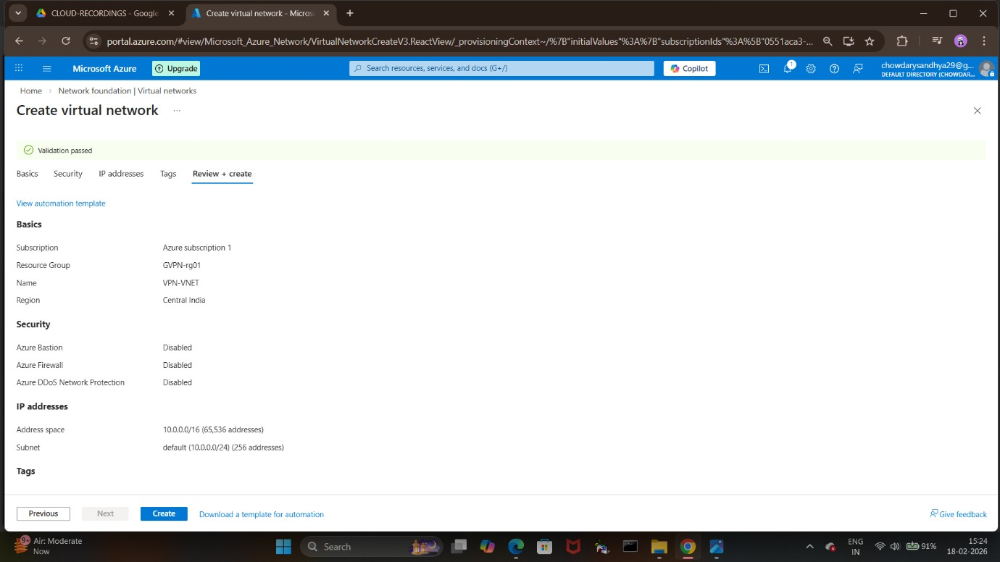 CLOUD-RECORDINGS - Google
Create virtual network - Micros
portal.azure.com/#view/Microsoft_Azure_Network/VirtualNetworkCreateV3.ReactView/_provisioningContext~/%7B"initialValues"%3A%7B"subscriptionIds"%3A%5B"0551aca3-...
Microsoft Azure
Upgrade
Search resources, services, and docs (G+/)
Copilot
1
chowdarysandhya29@g...
DEFAULT DIRECTORY (CHOWDAR...
Home > Network foundation | Virtual networks
Create virtual network ...
Validation passed
Basics Security IP addresses Tags Review + create
View automation template
Basics
Subscription Azure subscription 1
Resource Group GVPN-rg01
Name VPN-VNET
Region Central India
Security
Azure Bastion Disabled
Azure Firewall Disabled
Azure DDoS Network Protection Disabled
IP addresses
Address space 10.0.0.0/16 (65,536 addresses)
Subnet default (10.0.0.0/24) (256 addresses)
Tags
Previous Next Create Download a template for automation Give feedback
9+ Air: Moderate
Now
Search
ENG
IN
91%
15:24
18-02-2026